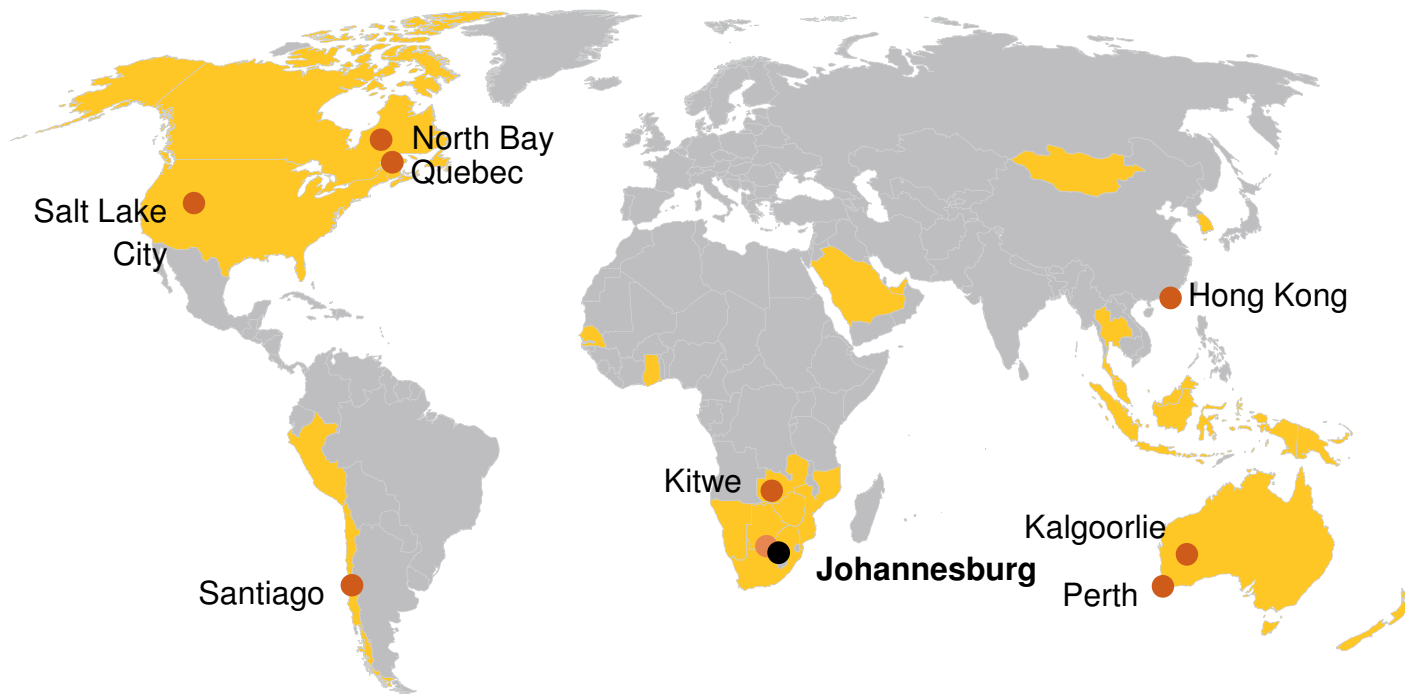 North Bay
Quebec
Salt Lake
City
Hong Kong
Kitwe
Kalgoorlie
Johannesburg
Santiago
Perth